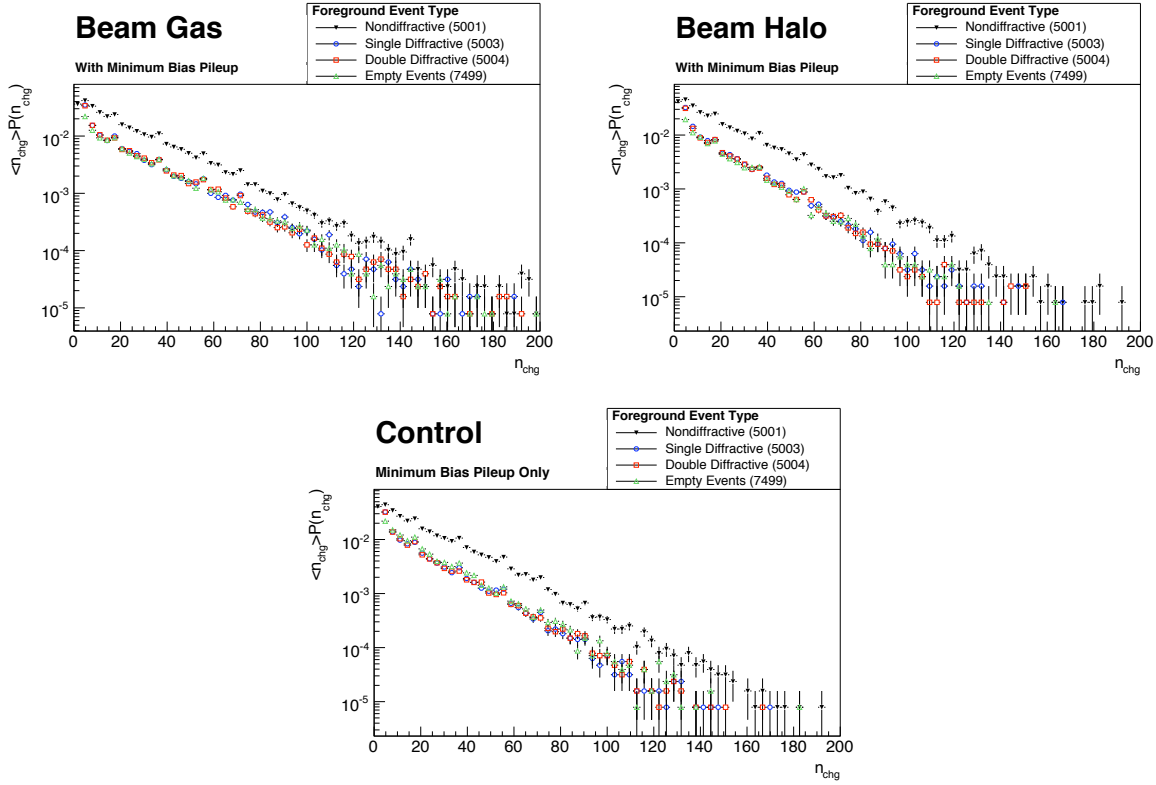 Beam Gas
With Minimum Bias Pileup
Foreground Event Type
Nondiffractive (5001)
Single Diffractive (5003)
Double Diffractive (5004)
Empty Events (7499)
<n_chg>P(n_chg)
10^-2
10^-3
10^-4
10^-5
0 20 40 60 80 100 120 140 160 180 200
n_chg
Beam Halo
With Minimum Bias Pileup
Foreground Event Type
Nondiffractive (5001)
Single Diffractive (5003)
Double Diffractive (5004)
Empty Events (7499)
<n_chg>P(n_chg)
10^-2
10^-3
10^-4
10^-5
0 20 40 60 80 100 120 140 160 180 200
n_chg
Control
Minimum Bias Pileup Only
Foreground Event Type
Nondiffractive (5001)
Single Diffractive (5003)
Double Diffractive (5004)
Empty Events (7499)
<n_chg>P(n_chg)
10^-2
10^-3
10^-4
10^-5
0 20 40 60 80 100 120 140 160 180 200
n_chg